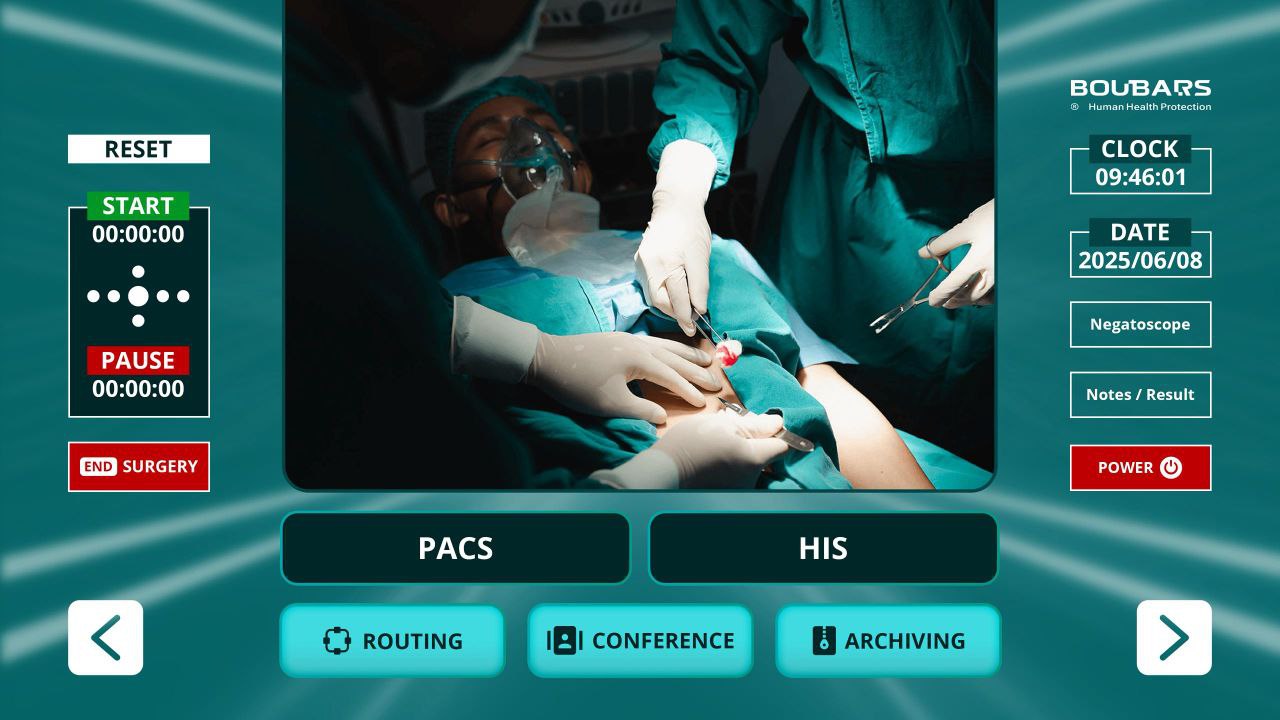 RESET
START
00:00:00
PAUSE
00:00:00
END SURGERY
BOUBARS
® Human Health Protection
CLOCK
09:46:01
DATE
2025/06/08
Negatoscope
Notes / Result
POWER
PACS
HIS
ROUTING
CONFERENCE
ARCHIVING